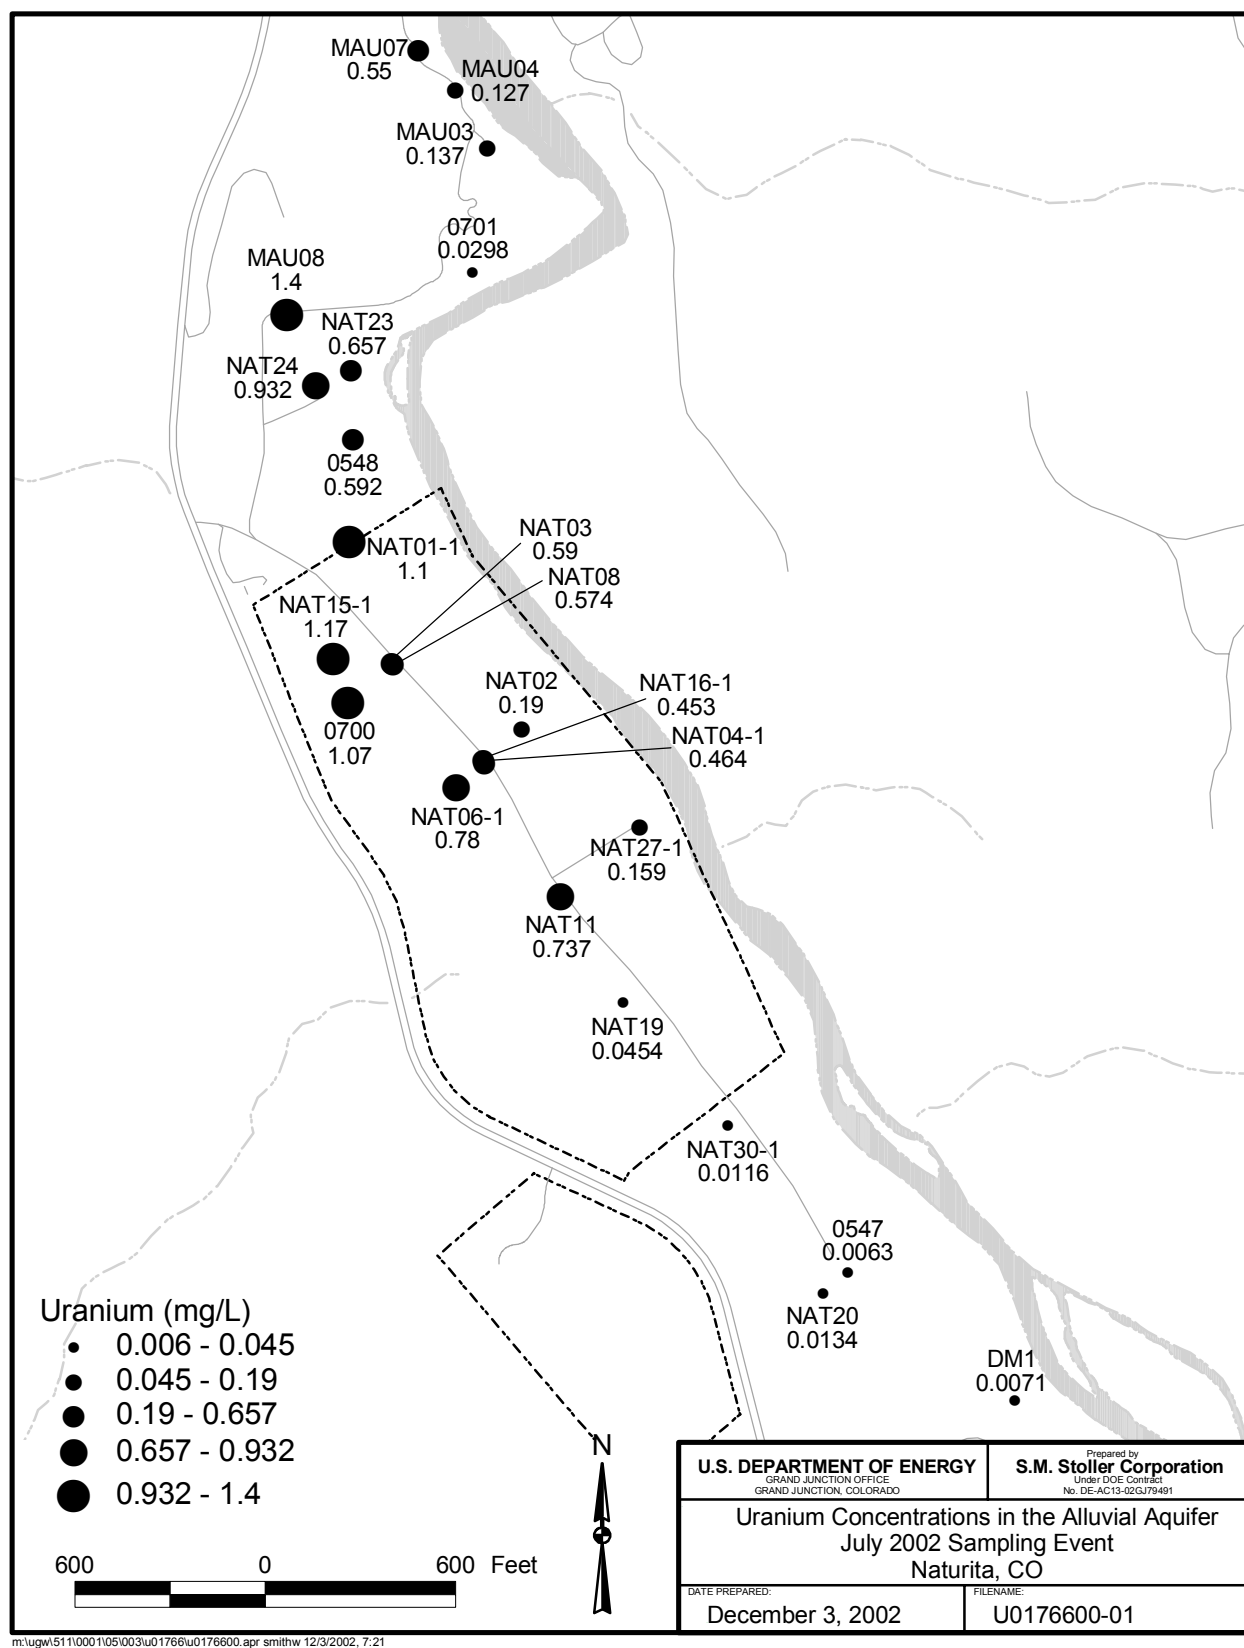 MAU07
0.55
MAU04
0.127
MAU03
0.137
0701
0.0298
MAU08
1.4
NAT23
0.657
NAT24
0.932
0548
0.592
NAT01-1
1.1
NAT03
0.59
NAT08
0.574
NAT15-1
1.17
0700
1.07
NAT02
0.19
NAT16-1
0.453
NAT04-1
0.464
NAT06-1
0.78
NAT27-1
0.159
NAT11
0.737
NAT19
0.0454
NAT30-1
0.0116
0547
0.0063
NAT20
0.0134
DM1
0.0071
Uranium (mg/L)
0.006 - 0.045
0.045 - 0.19
0.19 - 0.657
0.657 - 0.932
0.932 - 1.4
600 0 600 Feet
N
U.S. DEPARTMENT OF ENERGY
GRAND JUNCTION OFFICE
GRAND JUNCTION, COLORADO
Prepared by
S.M. Stoller Corporation
Under DOE Contract
No. DE-AC13-02GJ79491
Uranium Concentrations in the Alluvial Aquifer
July 2002 Sampling Event
Naturita, CO
DATE PREPARED:
December 3, 2002
FILENAME:
U0176600-01
m:\ugw\511\0001\05\003\u01766\u0176600.apr smithw 12/3/2002, 7:21